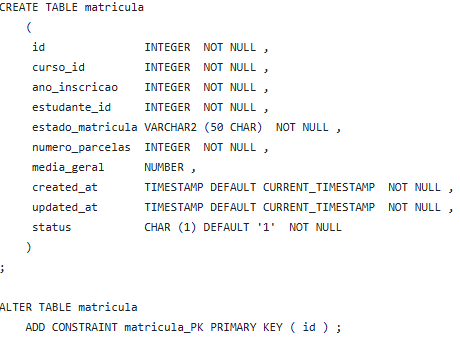 CREATE TABLE matricula
(
id INTEGER NOT NULL ,
curso_id INTEGER NOT NULL ,
ano_inscricao INTEGER NOT NULL ,
estudante_id INTEGER NOT NULL ,
estado_matricula VARCHAR2 (50 CHAR) NOT NULL ,
numero_parcelas INTEGER NOT NULL ,
media_geral NUMBER ,
created_at TIMESTAMP DEFAULT CURRENT_TIMESTAMP NOT NULL ,
updated_at TIMESTAMP DEFAULT CURRENT_TIMESTAMP NOT NULL ,
status CHAR (1) DEFAULT '1' NOT NULL
)
;
ALTER TABLE matricula
ADD CONSTRAINT matricula_PK PRIMARY KEY ( id ) ;